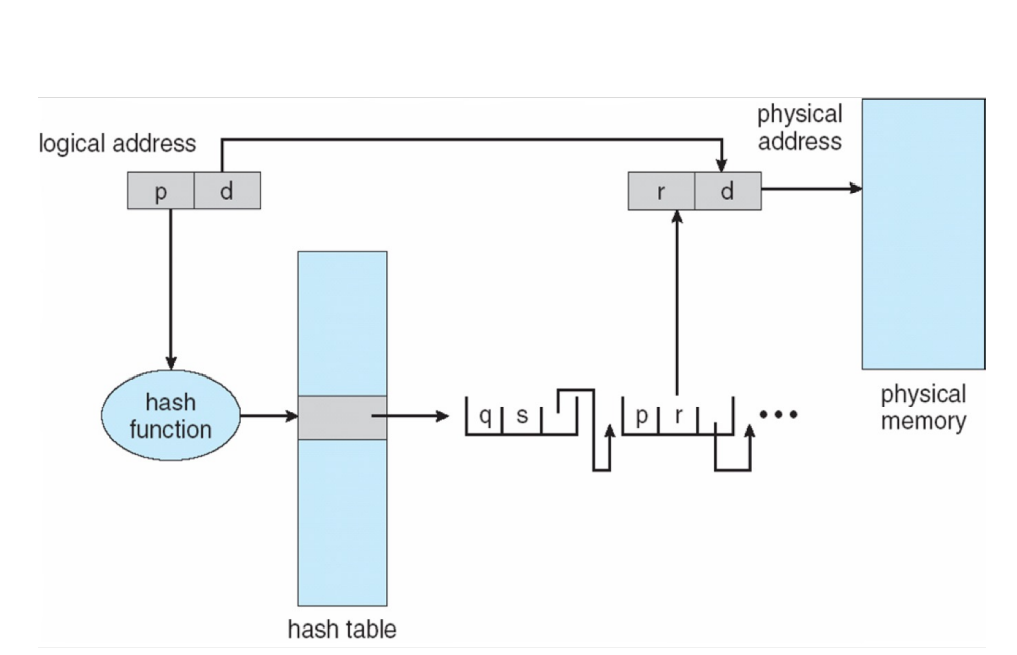 logical address
physical
address
p d
r d
hash
function
q s
p r
•••
physical
memory
hash table